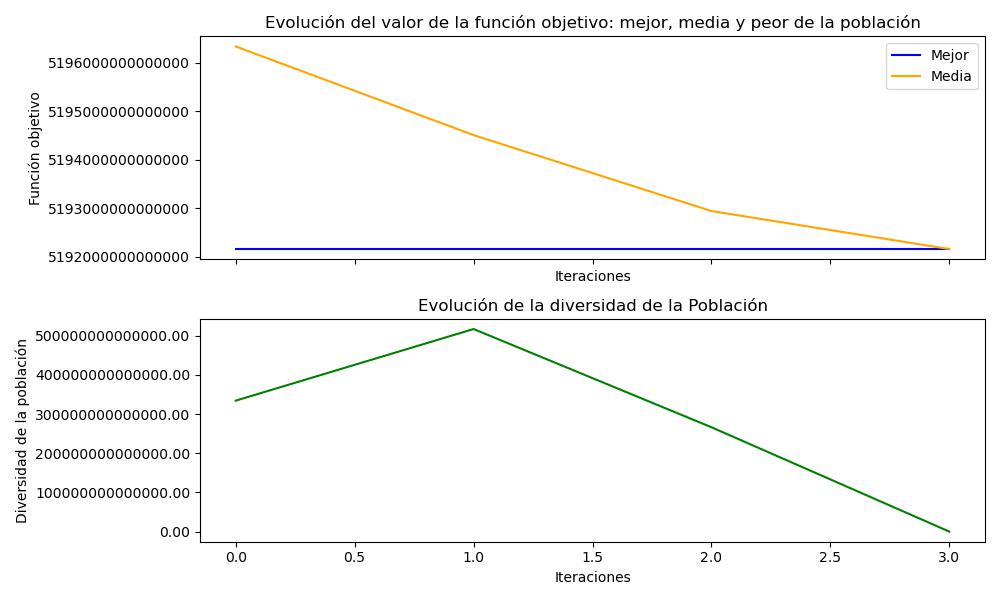 Evolución del valor de la función objetivo: mejor, media y peor de la población
Mejor
Media
5196000000000000
5195000000000000
5194000000000000
5193000000000000
5192000000000000
Función objetivo
Iteraciones
Evolución de la diversidad de la Población
500000000000000.00
400000000000000.00
300000000000000.00
200000000000000.00
100000000000000.00
0.00
Diversidad de la población
0.0 0.5 1.0 1.5 2.0 2.5 3.0
Iteraciones